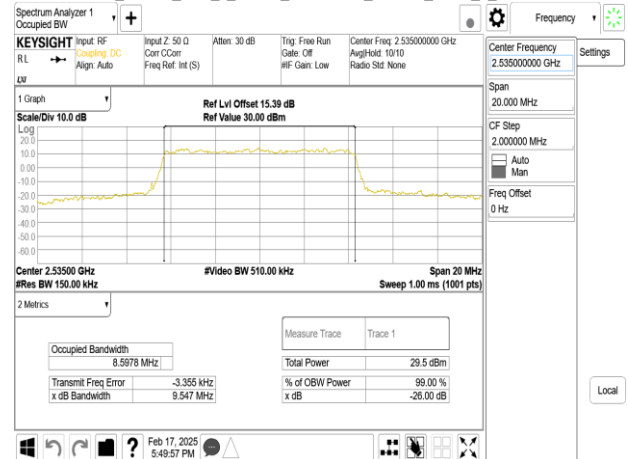 Spectrum Analyzer 1
Occupied BW
Frequency
KEYSIGHT
RL
LXI
Input: RF
Coupling: DC
Align: Auto
Input Z: 50 Ω
Corr CCorr
Freq Ref: Int (S)
Atten: 30 dB
Trig: Free Run
Gate: Off
#IF Gain: Low
Center Freq: 2.535000000 GHz
Avg|Hold: 10/10
Radio Std: None
Center Frequency
2.535000000 GHz
Settings
Span
20.000 MHz
CF Step
2.000000 MHz
Auto
Man
Freq Offset
0 Hz
Local
1 Graph
Scale/Div 10.0 dB
Ref Lvl Offset 15.39 dB
Ref Value 30.00 dBm
Log
20.0
10.0
0.00
-10.0
-20.0
-30.0
-40.0
-50.0
-60.0
Center 2.53500 GHz
#Video BW 510.00 kHz
Span 20 MHz
#Res BW 150.00 kHz
Sweep 1.00 ms (1001 pts)
2 Metrics
Measure Trace Trace 1
Occupied Bandwidth
8.5978 MHz
Total Power 29.5 dBm
Transmit Freq Error -3.355 kHz
% of OBW Power 99.00 %
x dB Bandwidth 9.547 MHz
x dB -26.00 dB
?
Feb 17, 2025
5:49:57 PM